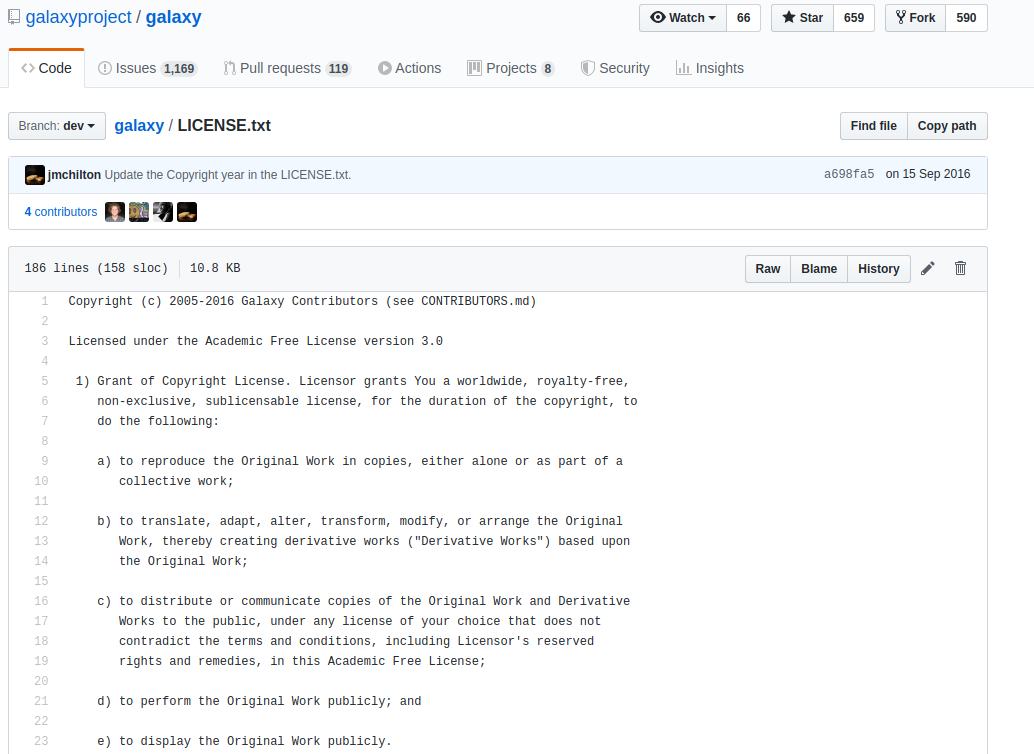 galaxyproject / galaxy
Watch 66 Star 659 Fork 590
Code Issues 1,169 Pull requests 119 Actions Projects 8 Security Insights
Branch: dev galaxy / LICENSE.txt Find file Copy path
jmchilton Update the Copyright year in the LICENSE.txt. a698fa5 on 15 Sep 2016
4 contributors
186 lines (158 sloc) 10.8 KB Raw Blame History
1 Copyright (c) 2005-2016 Galaxy Contributors (see CONTRIBUTORS.md)
2
3 Licensed under the Academic Free License version 3.0
4
5 1) Grant of Copyright License. Licensor grants You a worldwide, royalty-free,
6 non-exclusive, sublicensable license, for the duration of the copyright, to
7 do the following:
8
9 a) to reproduce the Original Work in copies, either alone or as part of a
10 collective work;
11
12 b) to translate, adapt, alter, transform, modify, or arrange the Original
13 Work, thereby creating derivative works ("Derivative Works") based upon
14 the Original Work;
15
16 c) to distribute or communicate copies of the Original Work and Derivative
17 Works to the public, under any license of your choice that does not
18 contradict the terms and conditions, including Licensor's reserved
19 rights and remedies, in this Academic Free License;
20
21 d) to perform the Original Work publicly; and
22
23 e) to display the Original Work publicly.